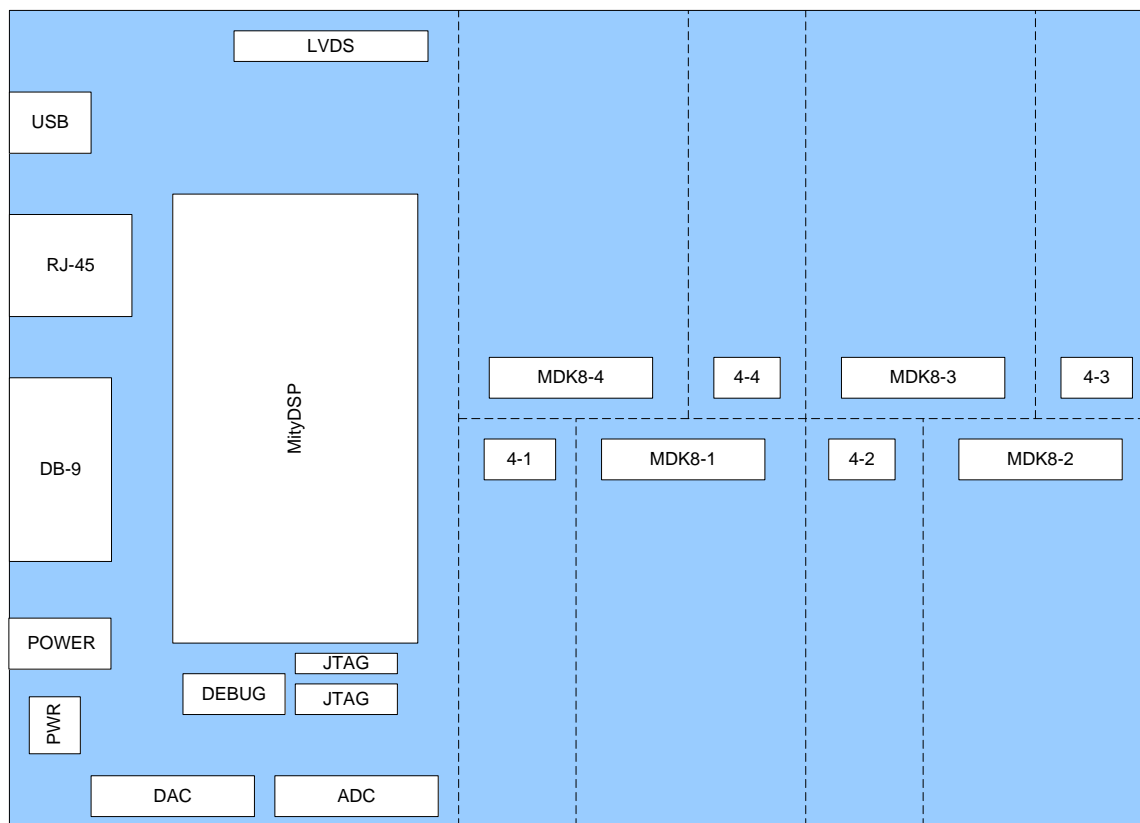 LVDS
USB
RJ-45
MityDSP
DB-9
POWER
PWR
DEBUG
JTAG
JTAG
DAC
ADC
MDK8-4
4-4
MDK8-3
4-3
4-1
MDK8-1
4-2
MDK8-2